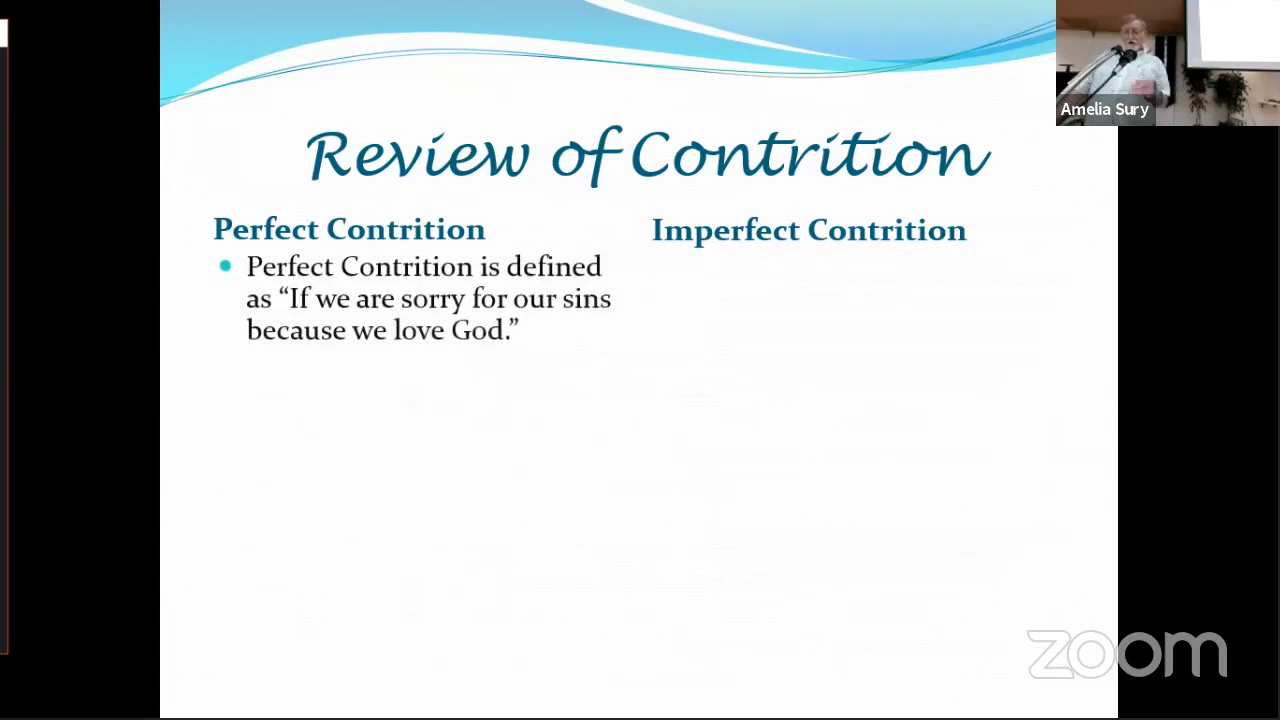 Review of Contrition
Perfect Contrition
Perfect Contrition is defined
as “If we are sorry for our sins
because we love God.”
Imperfect Contrition
Amelia Sury
zoom